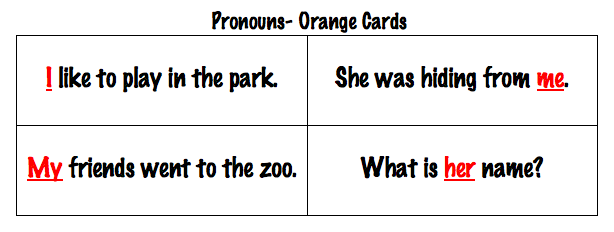 Pronouns- Orange Cards
I like to play in the park.
She was hiding from me.
My friends went to the zoo.
What is her name?